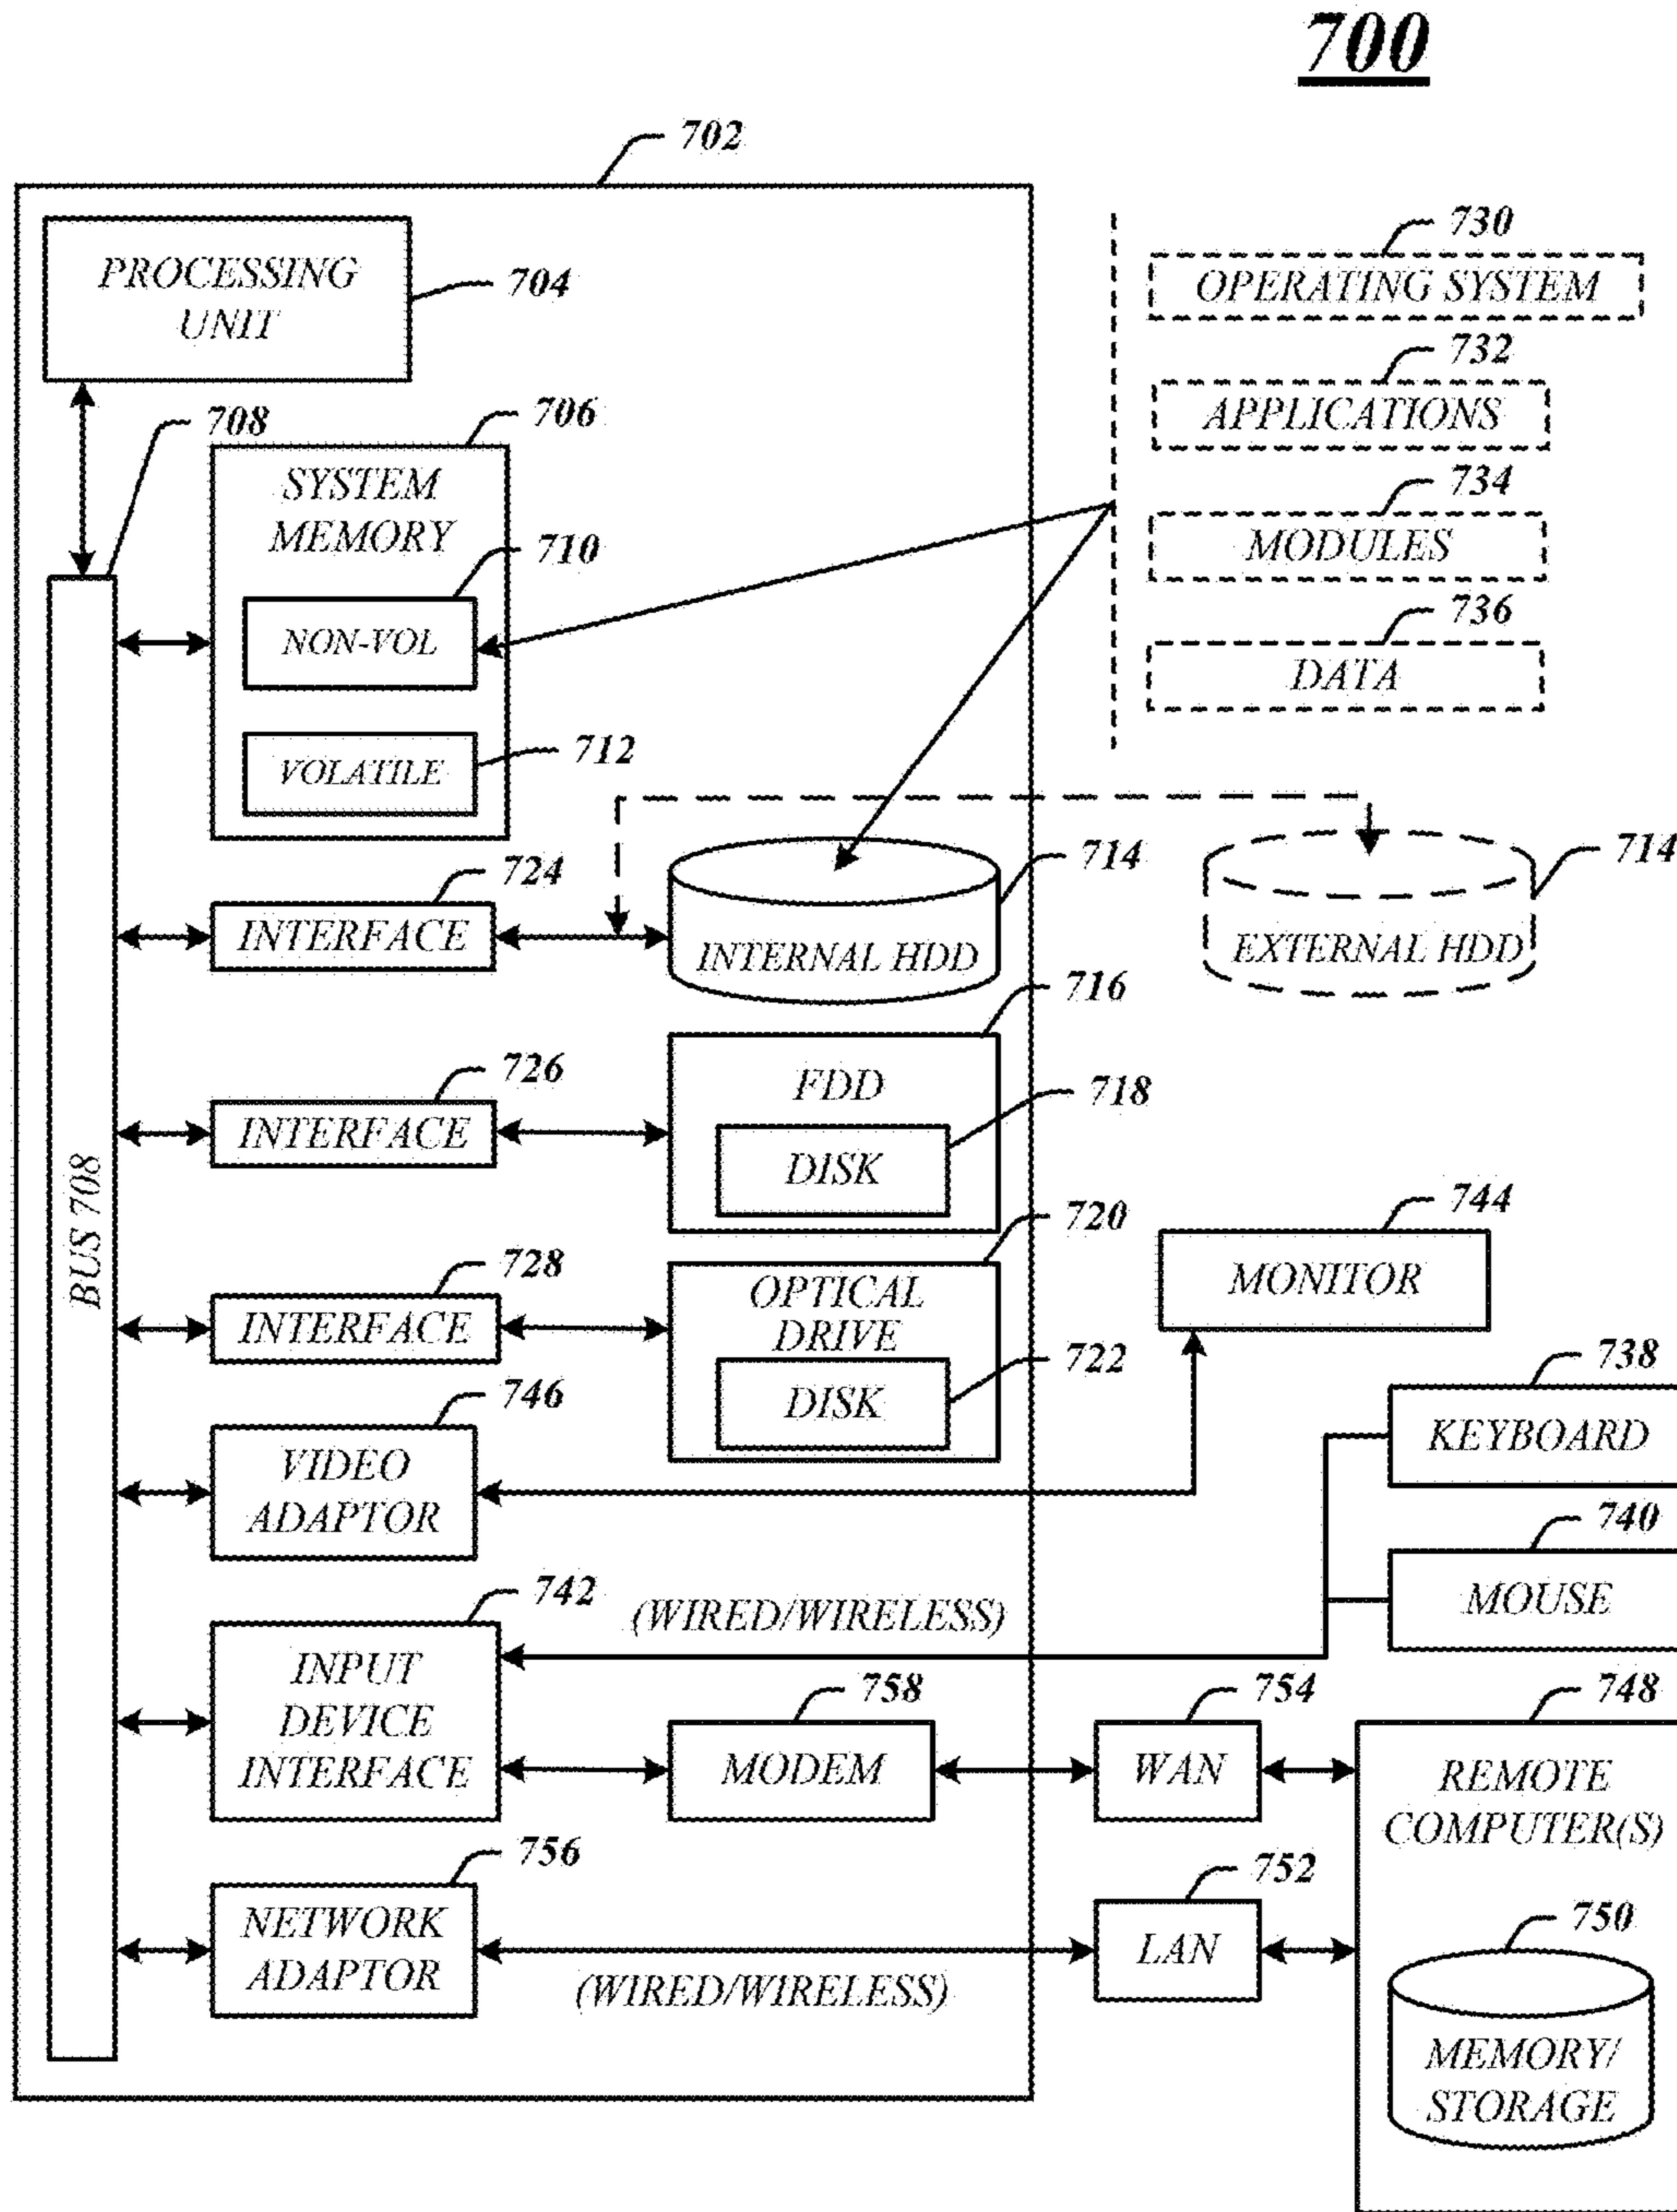 700
702
PROCESSING
UNIT
704
730
OPERATING SYSTEM
732
APPLICATIONS
734
MODULES
736
DATA
708
706
SYSTEM
MEMORY
710
NON-VOL
712
VOLATILE
724
INTERFACE
714
INTERNAL HDD
714
EXTERNAL HDD
716
726
INTERFACE
FDD
718
DISK
BUS 708
720
728
INTERFACE
OPTICAL
DRIVE
722
DISK
744
MONITOR
738
KEYBOARD
746
VIDEO
ADAPTOR
740
MOUSE
742
(WIRED/WIRELESS)
INPUT
DEVICE
INTERFACE
758
MODEM
754
WAN
748
REMOTE
COMPUTER(S)
756
NETWORK
ADAPTOR
(WIRED/WIRELESS)
752
LAN
750
MEMORY/
STORAGE